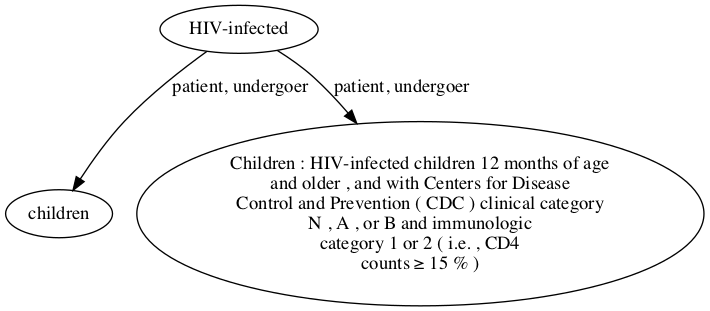 HIV-infected
patient, undergoer patient, undergoer
children
Children : HIV-infected children 12 months of age
and older , and with Centers for Disease
Control and Prevention ( CDC ) clinical category
N , A , or B and immunologic
category 1 or 2 ( i.e. , CD4
counts ≥ 15 % )